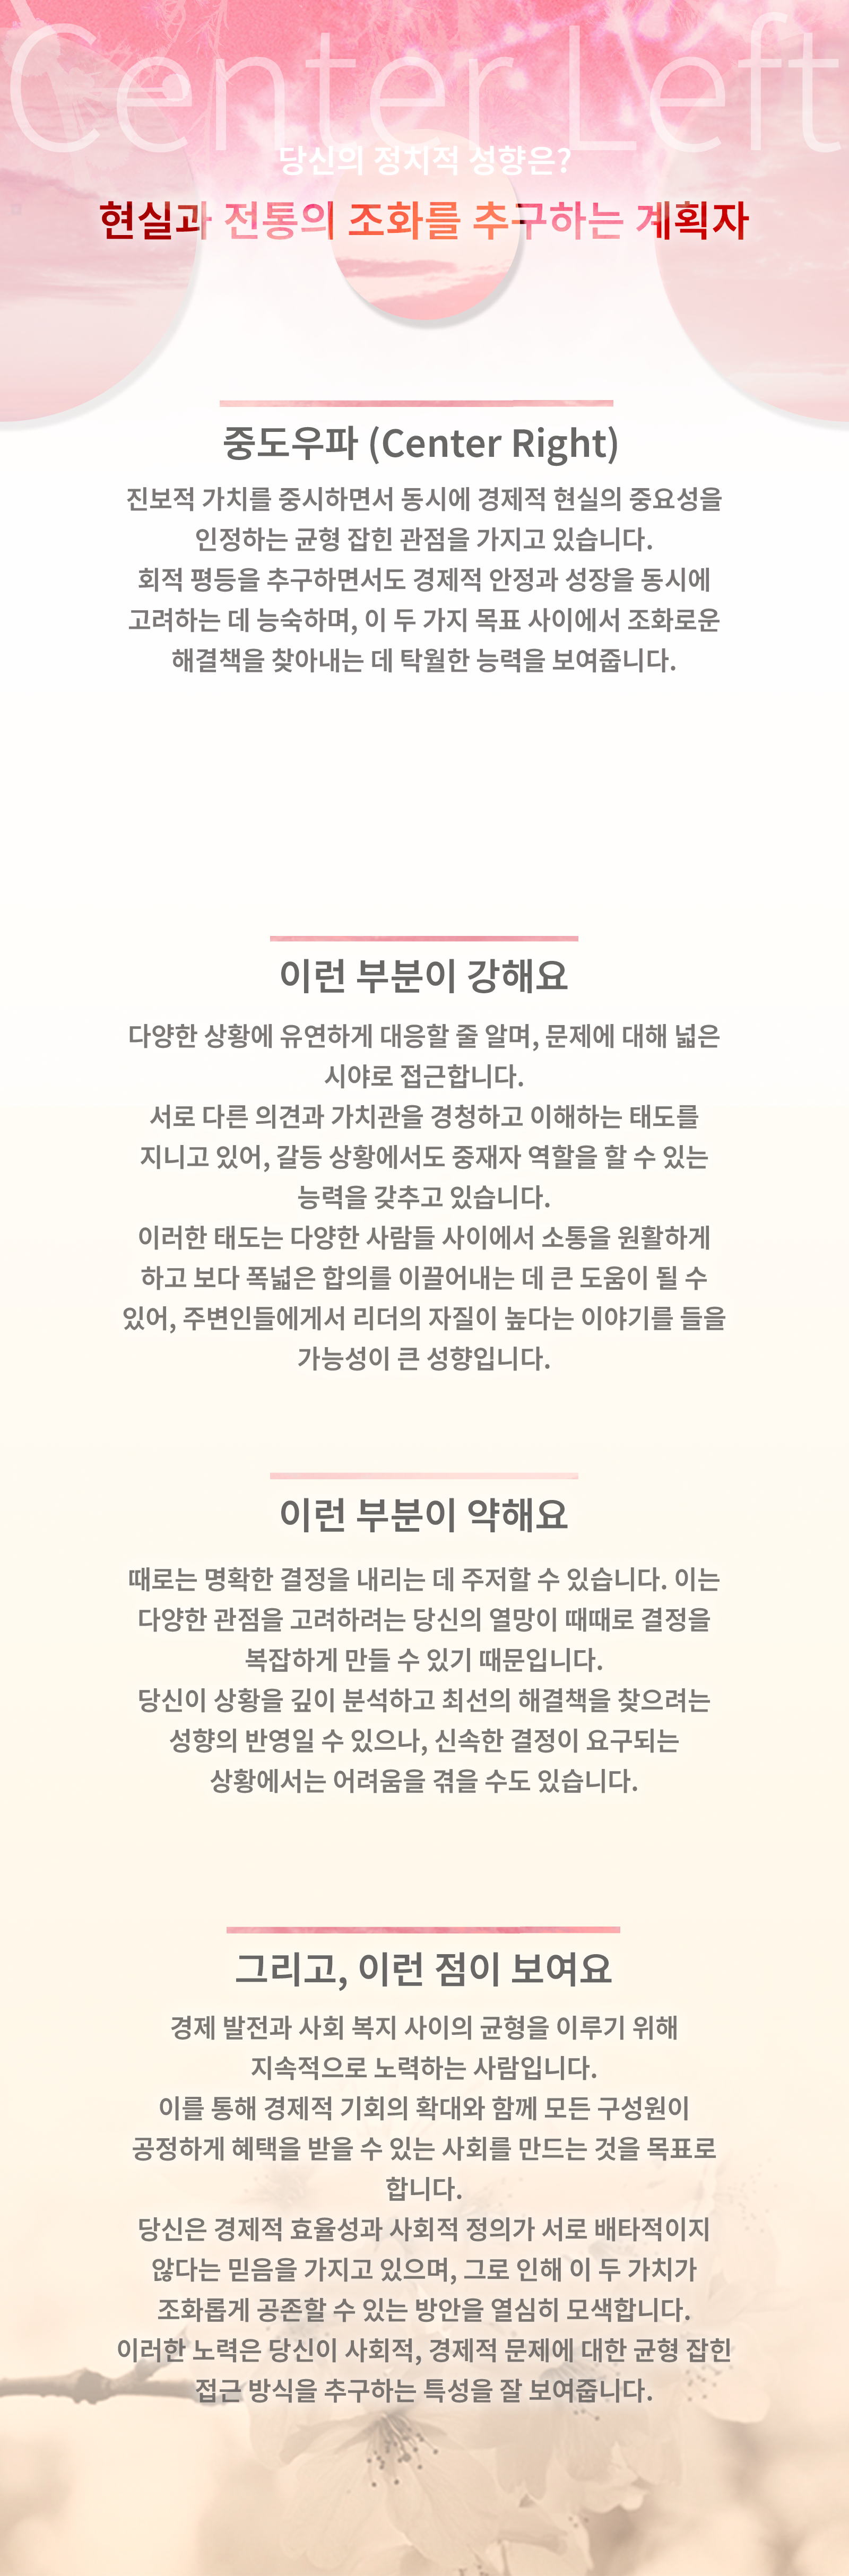 Center Left
당신의 정치적 성향은?
현실과 전통의 조화를 추구하는 계획자
중도우파 (Center Right)
진보적 가치를 중시하면서 동시에 경제적 현실의 중요성을
인정하는 균형 잡힌 관점을 가지고 있습니다.
회적 평등을 추구하면서도 경제적 안정과 성장을 동시에
고려하는 데 능숙하며, 이 두 가지 목표 사이에서 조화로운
해결책을 찾아내는 데 탁월한 능력을 보여줍니다.
이런 부분이 강해요
다양한 상황에 유연하게 대응할 줄 알며, 문제에 대해 넓은
시야로 접근합니다.
서로 다른 의견과 가치관을 경청하고 이해하는 태도를
지니고 있어, 갈등 상황에서도 중재자 역할을 할 수 있는
능력을 갖추고 있습니다.
이러한 태도는 다양한 사람들 사이에서 소통을 원활하게
하고 보다 폭넓은 합의를 이끌어내는 데 큰 도움이 될 수
있어, 주변인들에게서 리더의 자질이 높다는 이야기를 들을
가능성이 큰 성향입니다.
이런 부분이 약해요
때로는 명확한 결정을 내리는 데 주저할 수 있습니다. 이는
다양한 관점을 고려하려는 당신의 열망이 때때로 결정을
복잡하게 만들 수 있기 때문입니다.
당신이 상황을 깊이 분석하고 최선의 해결책을 찾으려는
성향의 반영일 수 있으나, 신속한 결정이 요구되는
상황에서는 어려움을 겪을 수도 있습니다.
그리고, 이런 점이 보여요
경제 발전과 사회 복지 사이의 균형을 이루기 위해
지속적으로 노력하는 사람입니다.
이를 통해 경제적 기회의 확대와 함께 모든 구성원이
공정하게 혜택을 받을 수 있는 사회를 만드는 것을 목표로
합니다.
당신은 경제적 효율성과 사회적 정의가 서로 배타적이지
않다는 믿음을 가지고 있으며, 그로 인해 이 두 가치가
조화롭게 공존할 수 있는 방안을 열심히 모색합니다.
이러한 노력은 당신이 사회적, 경제적 문제에 대한 균형 잡힌
접근 방식을 추구하는 특성을 잘 보여줍니다.